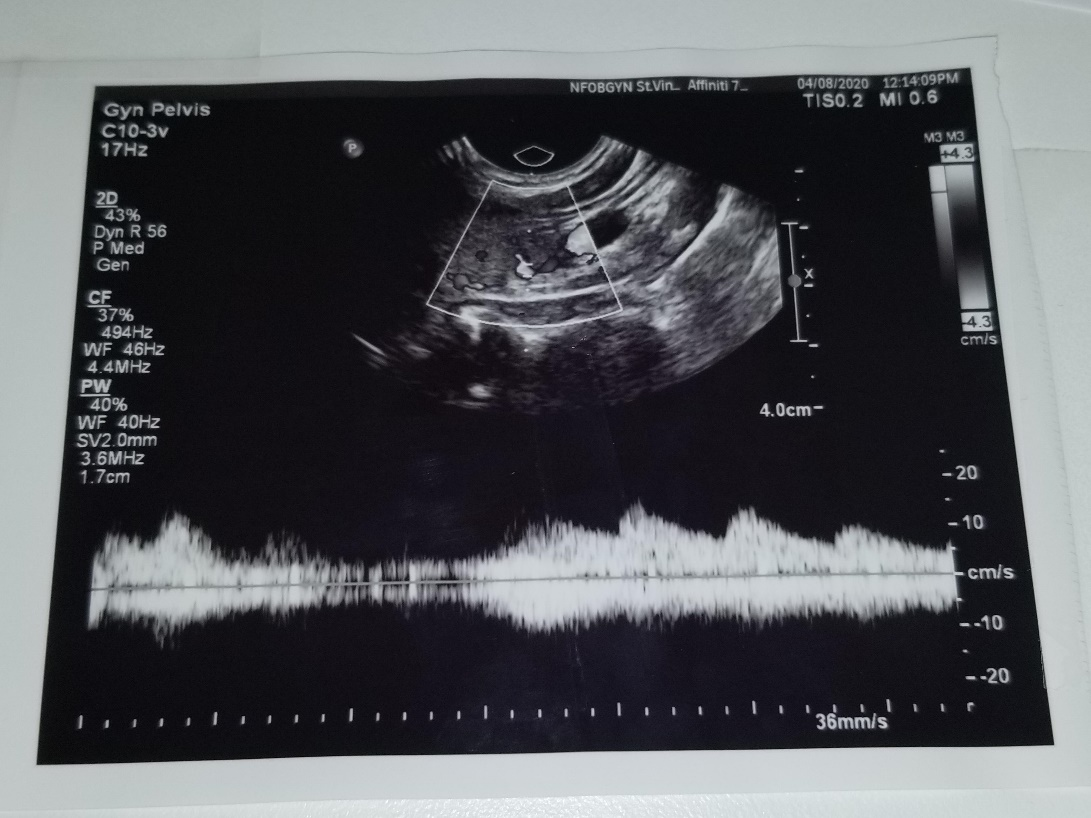 NFOBGYN St.Vin... Affiniti 7_
04/08/2020 12:14:09PM
TIS0.2 MI 0.6
Gyn Pelvis
C10-3v
17Hz
P
M3 M3
+4.3
-4.3
cm/s
2D
43%
Dyn R 56
P Med
Gen
CF
37%
494Hz
WF 46Hz
4.4MHz
PW
40%
WF 40Hz
SV2.0mm
3.6MHz
1.7cm
x
4.0cm
20
10
cm/s
-10
-20
36mm/s